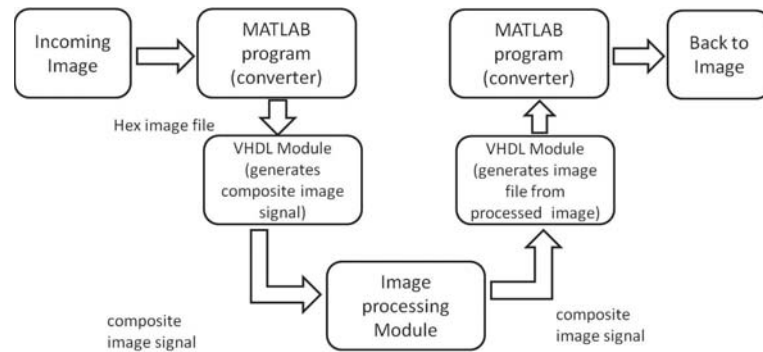 Incoming
Image
MATLAB
program
(converter)
Hex image file
VHDL Module
(generates
composite image
signal)
composite
image signal
Image
processing
Module
composite
image signal
VHDL Module
(generates image
file from
processed image)
MATLAB
program
(converter)
Back to
Image